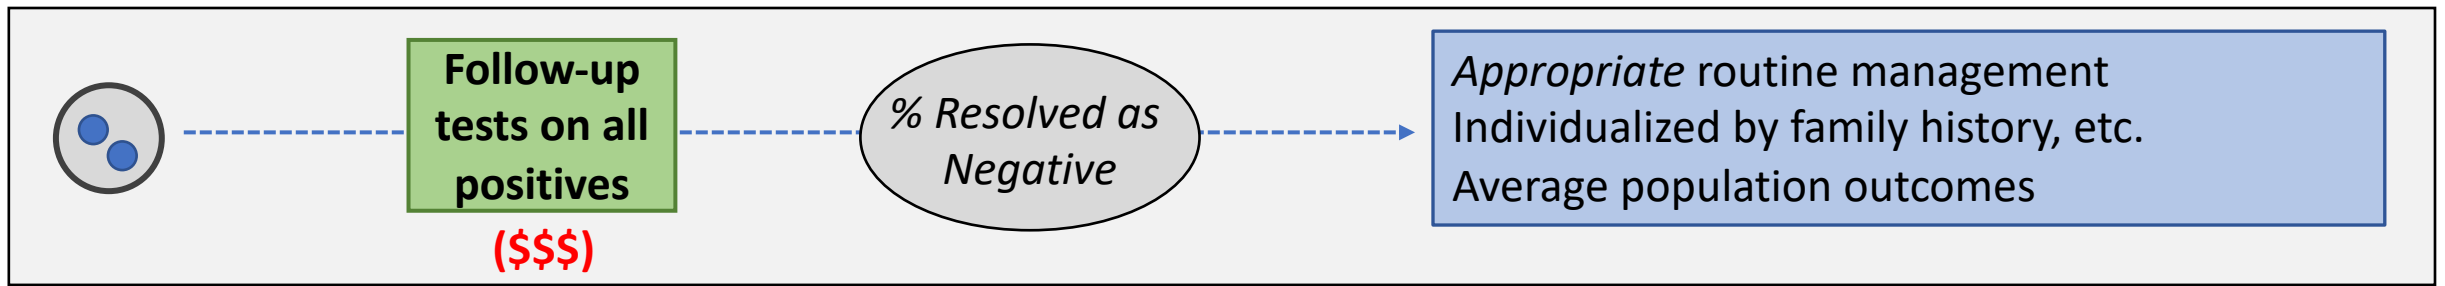 Follow-up
tests on all
positives
($$$)
% Resolved as
Negative
Appropriate routine management
Individualized by family history, etc.
Average population outcomes